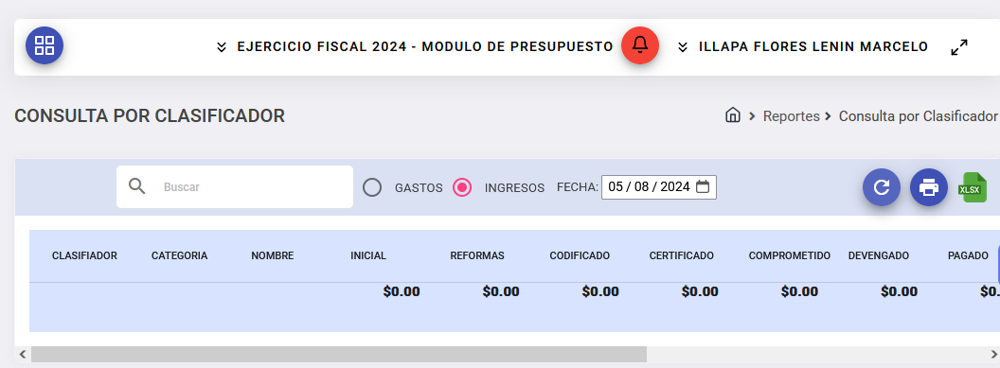 EJERCICIO FISCAL 2024 - MODULO DE PRESUPUESTO ILLAPA FLORES LENIN MARCELO
CONSULTA POR CLASIFICADOR Reportes Consulta por Clasificador
Buscar GASTOS INGRESOS FECHA: 05 / 08 / 2024 XLSX
CLASIFIADOR CATEGORIA NOMBRE INICIAL REFORMAS CODIFICADO CERTIFICADO COMPROMETIDO DEVENGADO PAGADO
$0.00 $0.00 $0.00 $0.00 $0.00 $0.00 $0.